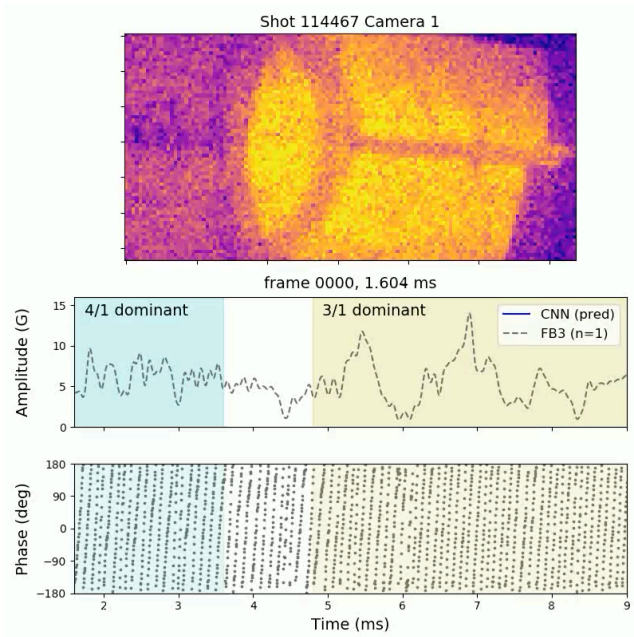 Shot 114467 Camera 1
frame 0000, 1.604 ms
15
10
5
0
Amplitude (G)
4/1 dominant
3/1 dominant
CNN (pred)
FB3 (n=1)
180
90
0
−90
−180
Phase (deg)
2 3 4 5 6 7 8 9
Time (ms)